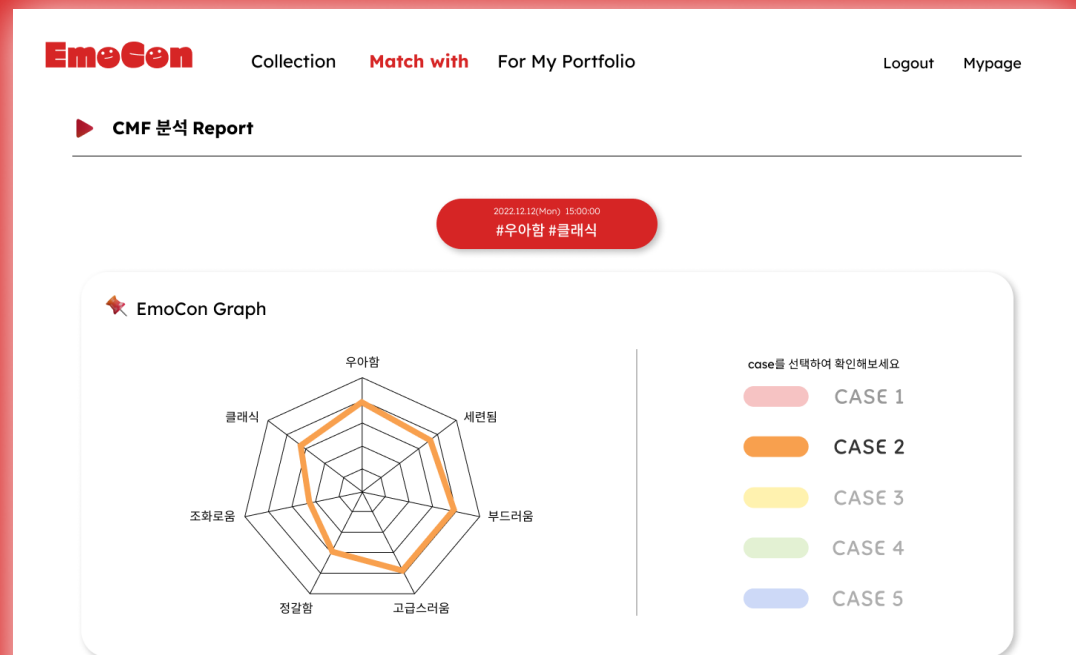 EmoCon
Collection Match with For My Portfolio
Logout Mypage
CMF 분석 Report
2022.12.12(Mon) 15:00:00
#우아함 #클래식
EmoCon Graph
우아함
클래식
세련됨
조화로움
부드러움
정갈함
고급스러움
case를 선택하여 확인해보세요
CASE 1
CASE 2
CASE 3
CASE 4
CASE 5